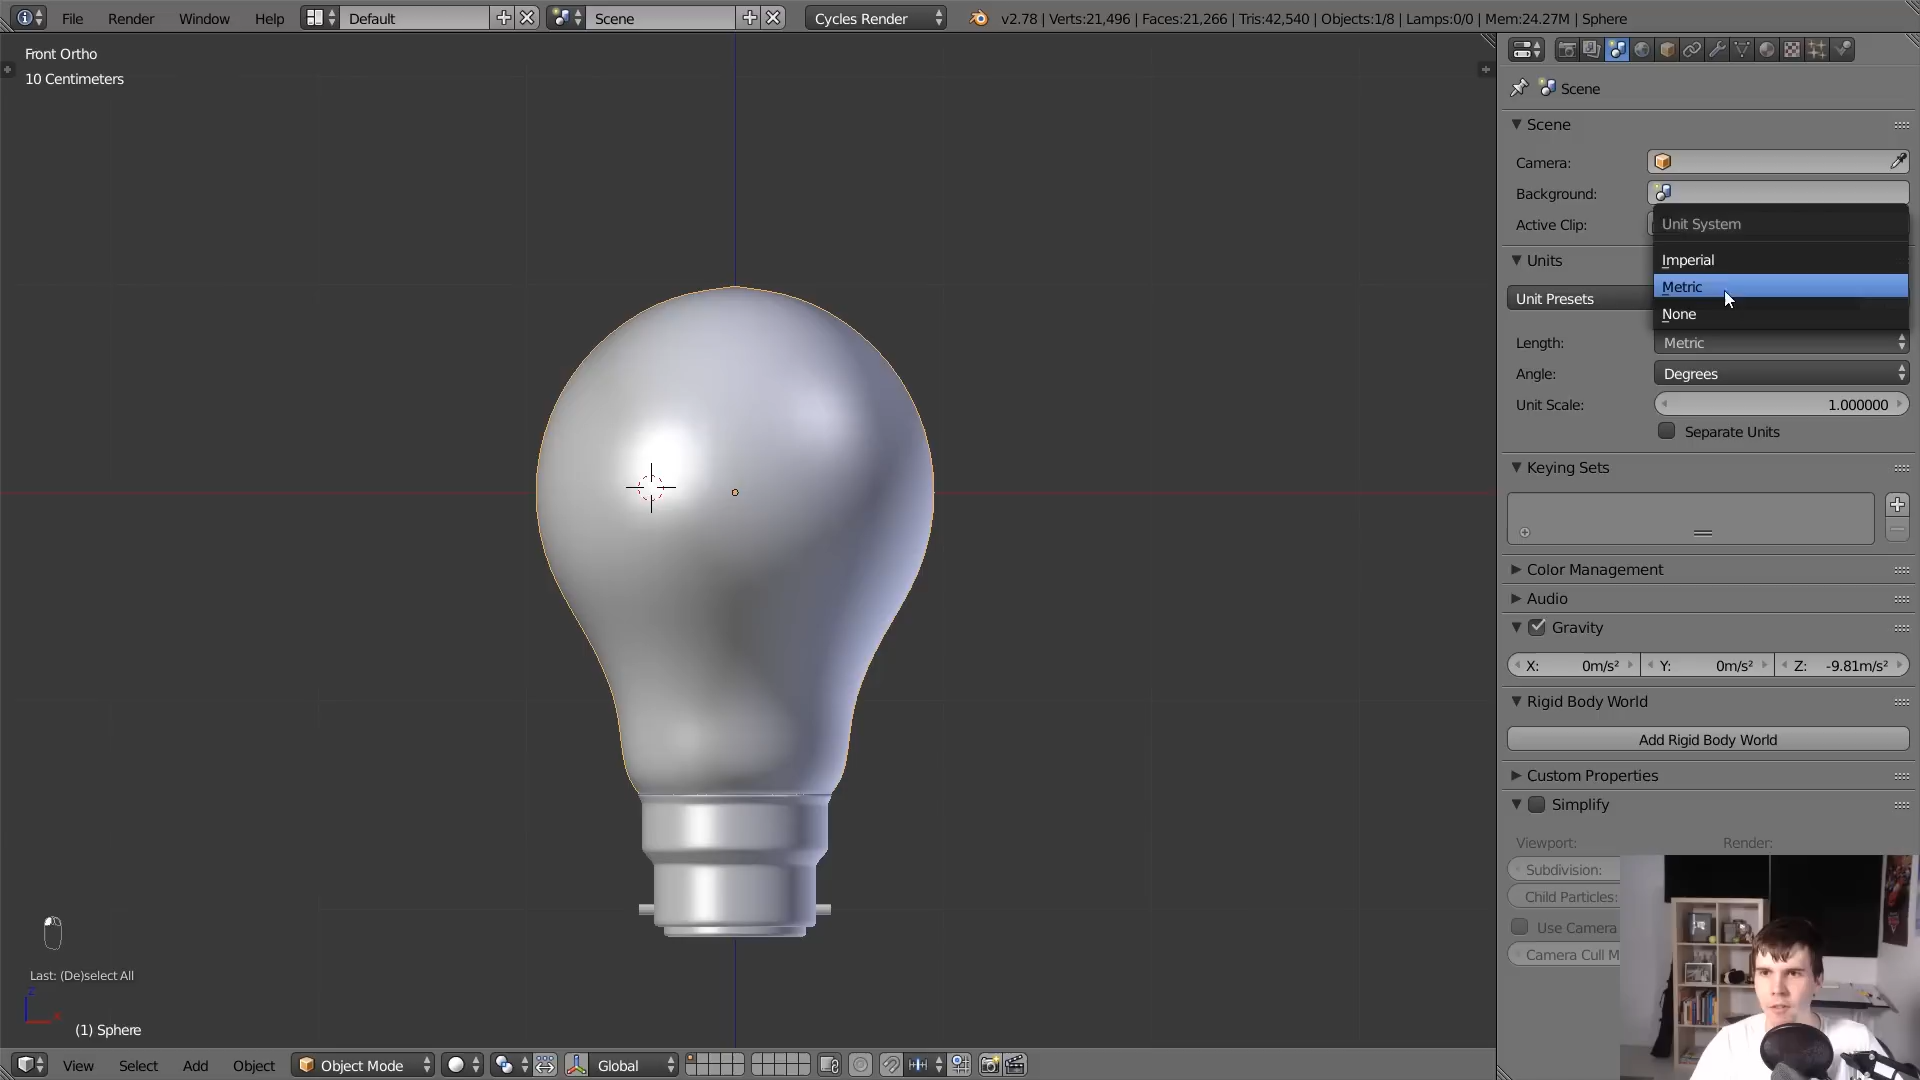 File Render Window Help Default Scene Cycles Render v2.78 | Verts:21,496 | Faces:21,266 | Tris:42,540 | Objects:1/8 | Lamps:0/0 | Mem:24.27M | Sphere
Front Ortho
10 Centimeters
Scene
Scene
Camera:
Background:
Active Clip:
Unit System
Imperial
Metric
None
Units
Unit Presets
Length: Metric
Angle: Degrees
Unit Scale: 1.000000
Separate Units
Keying Sets
Color Management
Audio
Gravity
X: 0m/s² Y: 0m/s² Z: -9.81m/s²
Rigid Body World
Add Rigid Body World
Custom Properties
Simplify
Viewport: Render:
Subdivision:
Child Particles:
Use Camera
Camera Cull M
Last: (De)select All
z
x
(1) Sphere
View Select Add Object Object Mode Global